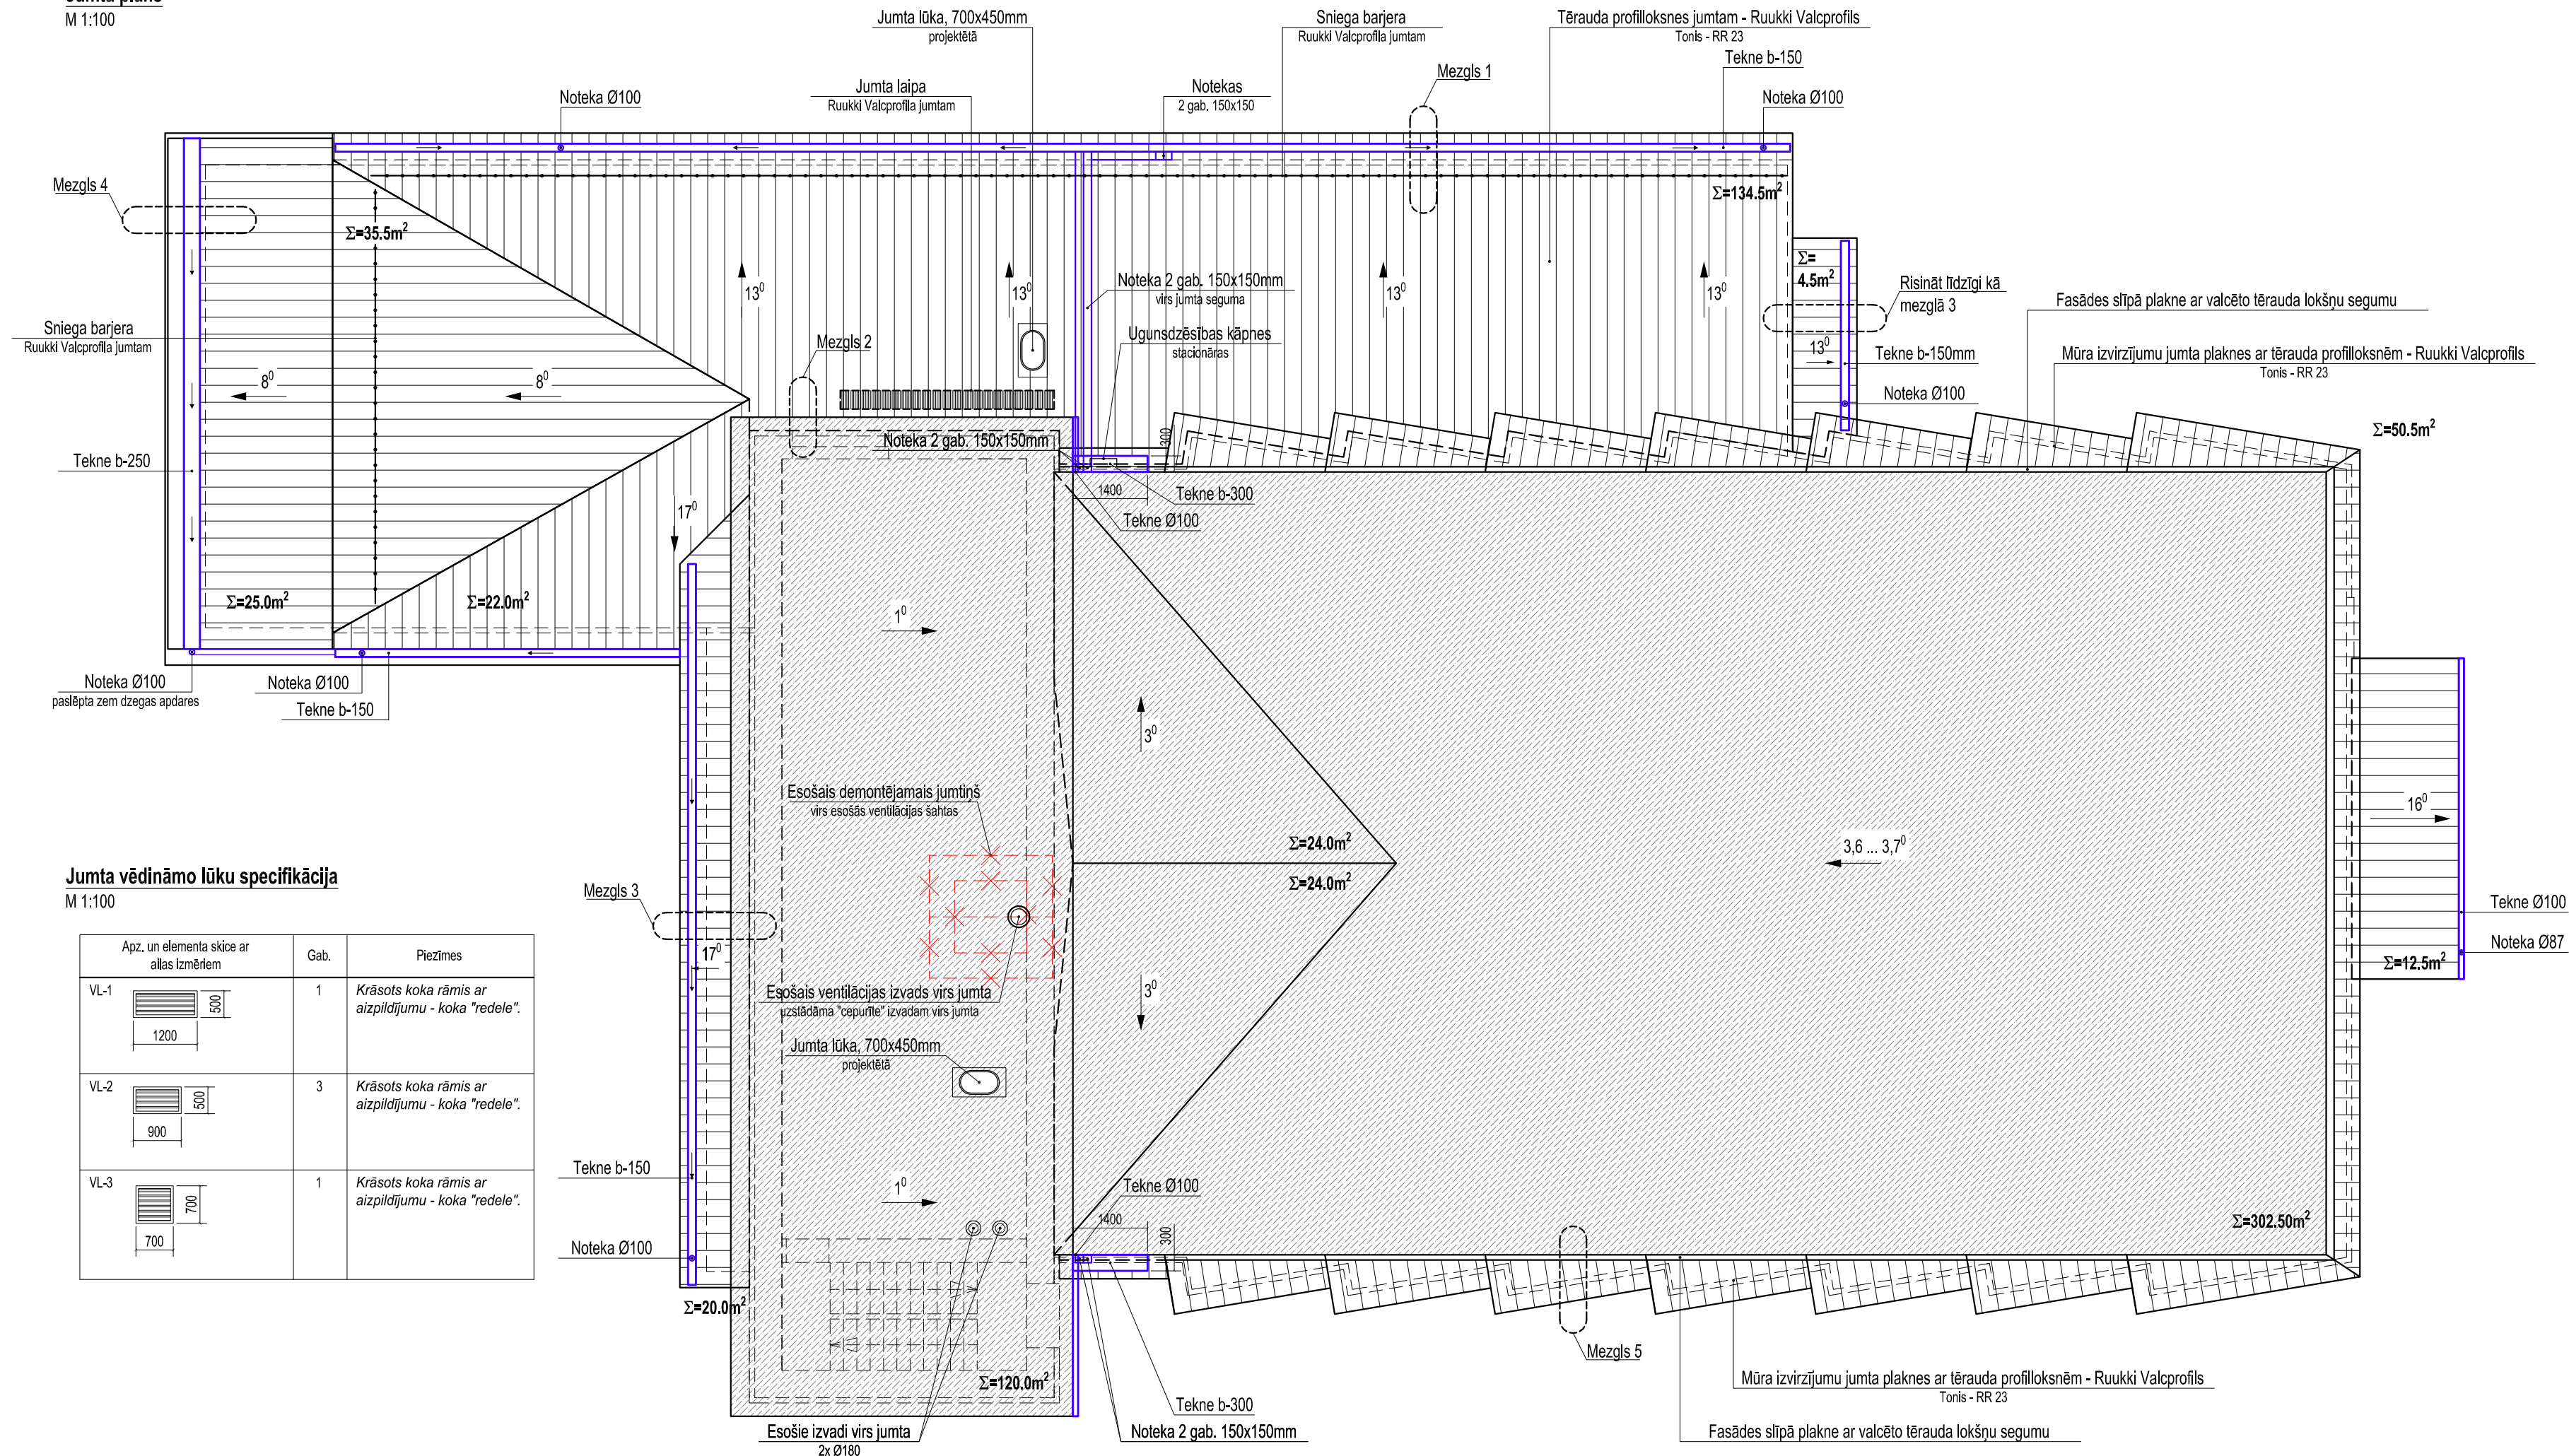 Jumta plāns
M 1:100
Jumta lūka, 700x450mm
projektētā
Sniega barjera
Ruukki Valcprofila jumtam
Tērauda profilloksnes jumtam - Ruukki Valcprofils
Tonis - RR 23
Tekne b-150
Mezgls 1
Noteka Ø100
Jumta laipa
Ruukki Valcprofila jumtam
Notekas
2 gab. 150x150
Noteka Ø100
Mezgls 4
Σ=35.5m²
Σ=134.5m²
Σ=
4.5m²
13⁰
13⁰
13⁰
13⁰
Noteka 2 gab. 150x150mm
virs jumta seguma
Risināt līdzīgi kā
mezglā 3
Fasādes slīpā plakne ar valcēto tērauda lokšņu segumu
Sniega barjera
Ruukki Valcprofila jumtam
Mezgls 2
Ugunsdzēsības kāpnes
stacionāras
13⁰
Tekne b-150mm
Mūra izvirzījumu jumta plaknes ar tērauda profilloksnēm - Ruukki Valcprofils
Tonis - RR 23
8⁰
8⁰
Noteka Ø100
Σ=50.5m²
Noteka 2 gab. 150x150mm
300
Tekne b-250
1400
Tekne b-300
17⁰
Tekne Ø100
Σ=25.0m²
Σ=22.0m²
1⁰
Noteka Ø100
paslēpta zem dzegas apdares
Noteka Ø100
Tekne b-150
3⁰
Esošais demontējamais jumtiņš
virs esošās ventilācijas šahtas
16⁰
Σ=24.0m²
3,6 ... 3,7⁰
Σ=24.0m²
Jumta vēdināmo lūku specifikācija
M 1:100
Mezgls 3
Tekne Ø100
17⁰
Noteka Ø87
Σ=12.5m²
Apz. un elementa skice ar
ailas izmēriem
Gab.
Piezīmes
VL-1
500
1200
1
Krāsots koka rāmis ar
aizpildījumu - koka "redele".
VL-2
500
900
3
Krāsots koka rāmis ar
aizpildījumu - koka "redele".
VL-3
700
700
1
Krāsots koka rāmis ar
aizpildījumu - koka "redele".
Esošais ventilācijas izvads virs jumta
uzstādāma "cepurīte" izvadam virs jumta
3⁰
Jumta lūka, 700x450mm
projektētā
Tekne b-150
1⁰
Tekne Ø100
1400
300
Σ=302.50m²
Noteka Ø100
Σ=20.0m²
Mezgls 5
Σ=120.0m²
Mūra izvirzījumu jumta plaknes ar tērauda profilloksnēm - Ruukki Valcprofils
Tonis - RR 23
Tekne b-300
Esošie izvadi virs jumta
2x Ø180
Noteka 2 gab. 150x150mm
Fasādes slīpā plakne ar valcēto tērauda lokšņu segumu